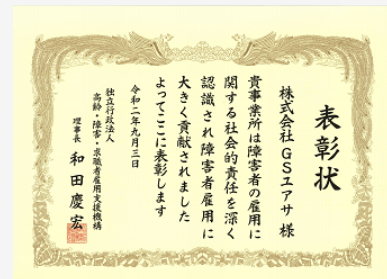 表彰状
株式会社GSエアサ 様
貴事業所は障害者の雇用に
関する社会的責任を深く
認識され障害者雇用に
大きく貢献されました
よってここに表彰します
令和二年九月三日
独立行政法人
高齢・障害・求職者雇用支援機構
理事長 和田慶宏